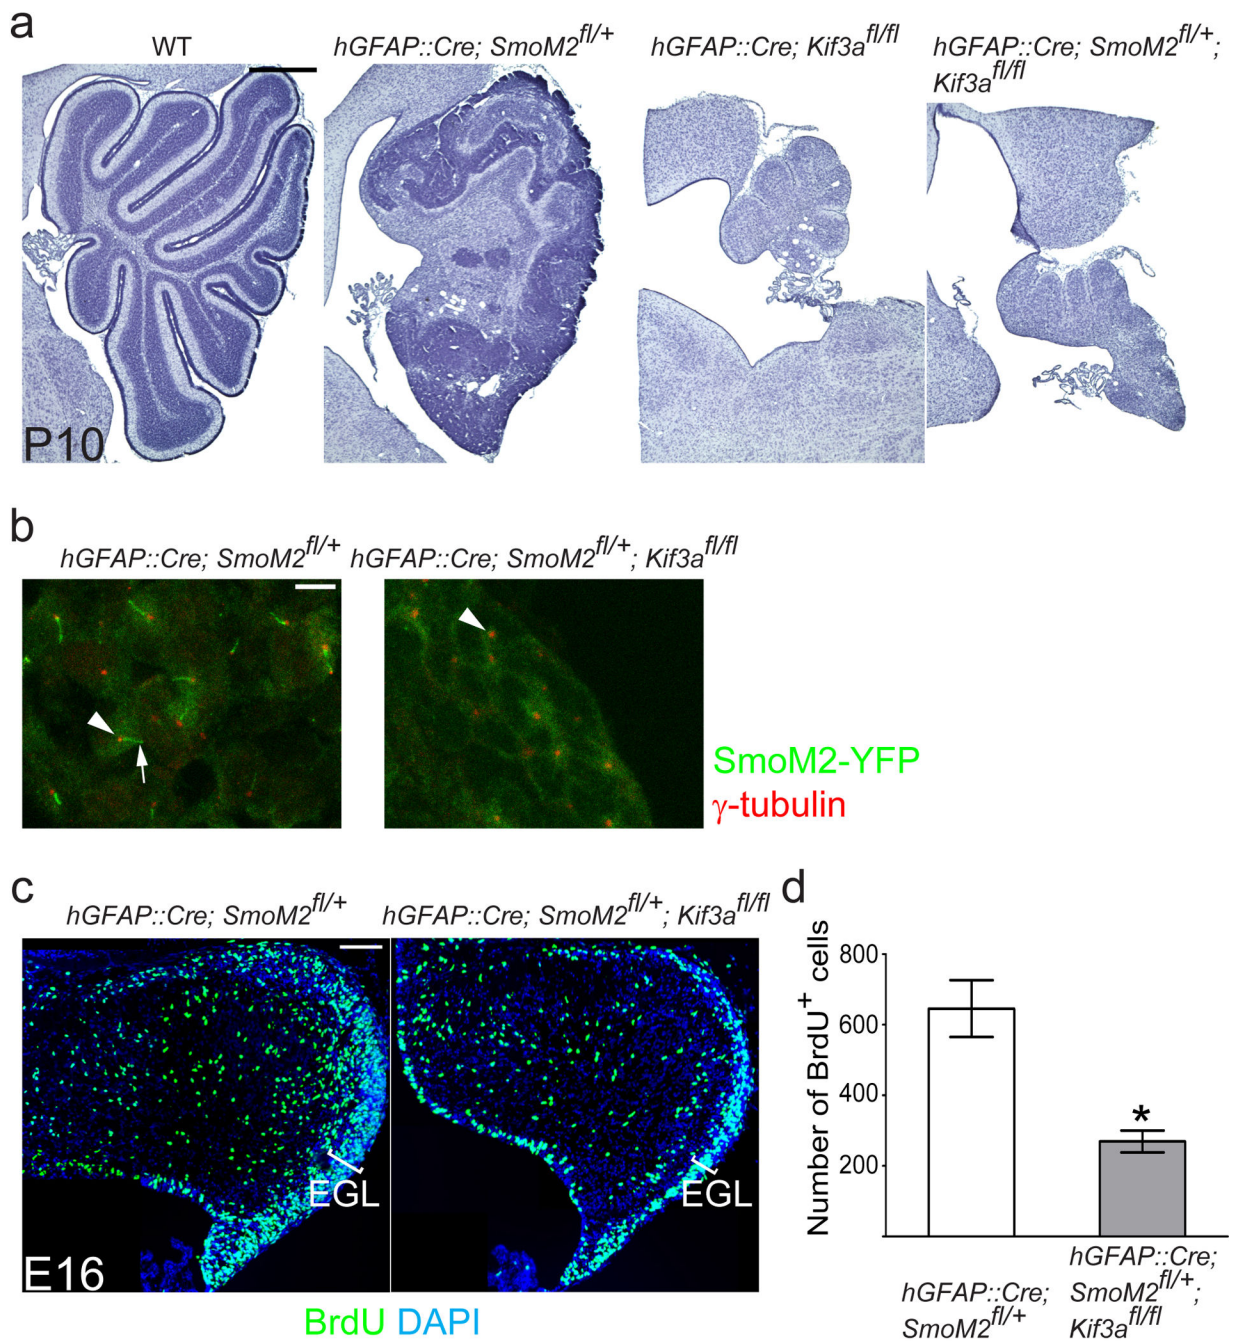 a
WT
hGFAP::Cre; SmoM2fl/+
hGFAP::Cre; Kif3afl/fl
hGFAP::Cre; SmoM2fl/+;
Kif3afl/fl
P10
b
hGFAP::Cre; SmoM2fl/+
hGFAP::Cre; SmoM2fl/+; Kif3afl/fl
SmoM2-YFP
γ-tubulin
c
hGFAP::Cre; SmoM2fl/+
hGFAP::Cre; SmoM2fl/+; Kif3afl/fl
EGL
EGL
E16
BrdU DAPI
d
Number of BrdU+ cells
800
600
400
200
*
hGFAP::Cre;
SmoM2fl/+
hGFAP::Cre;
SmoM2fl/+;
Kif3afl/fl